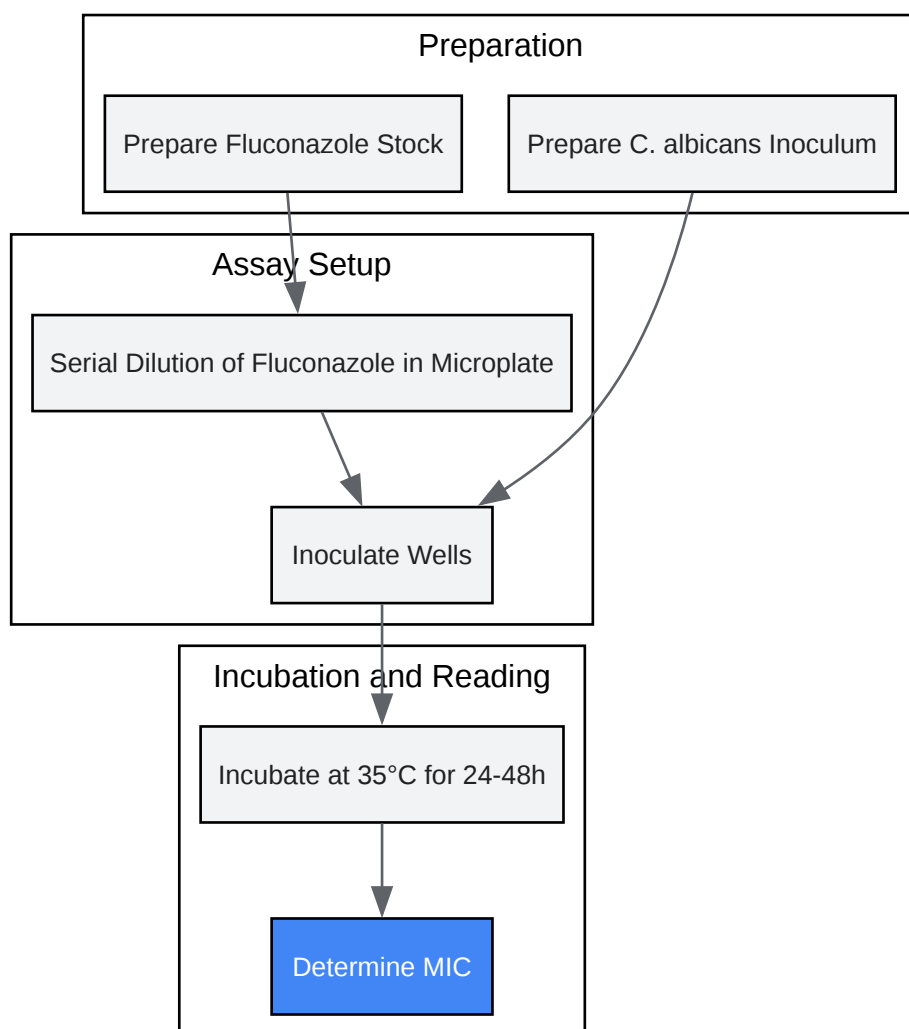 Preparation
Prepare Fluconazole Stock
Prepare C. albicans Inoculum
Assay Setup
Serial Dilution of Fluconazole in Microplate
Inoculate Wells
Incubation and Reading
Incubate at 35°C for 24-48h
Determine MIC